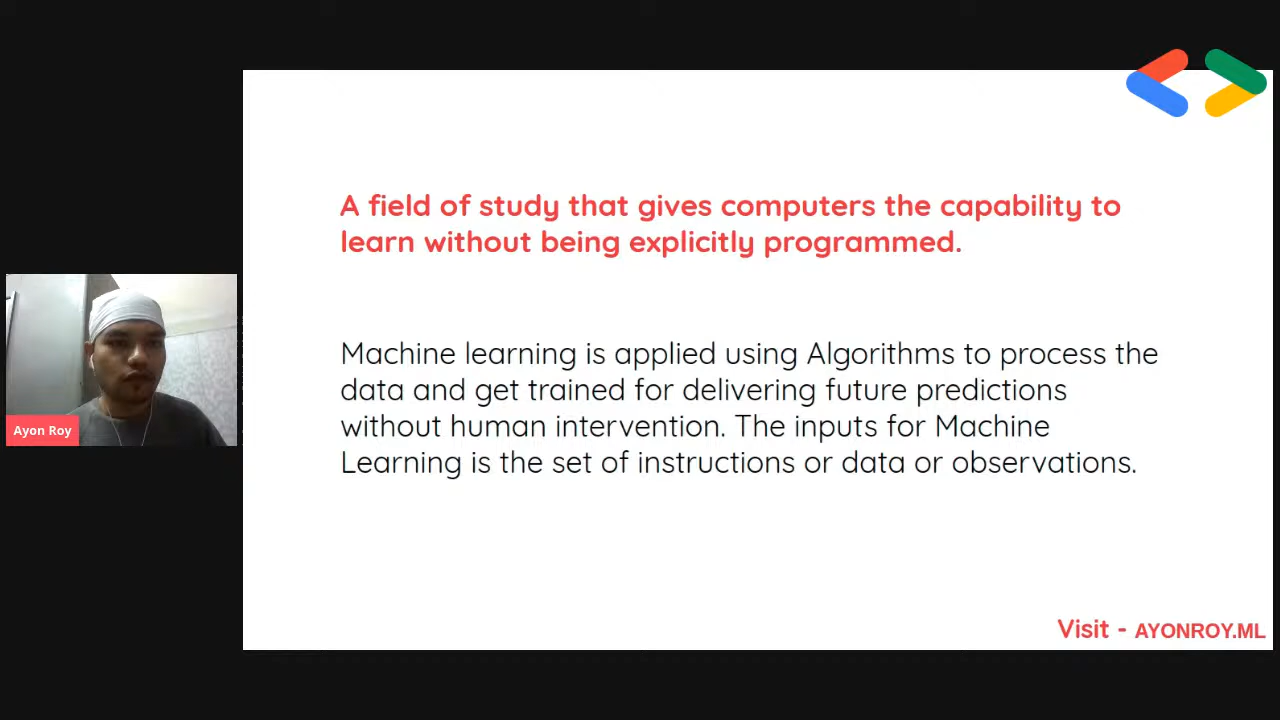 A field of study that gives computers the capability to
learn without being explicitly programmed.
Machine learning is applied using Algorithms to process the
data and get trained for delivering future predictions
without human intervention. The inputs for Machine
Learning is the set of instructions or data or observations.
Ayon Roy
Visit - AYONROY.ML